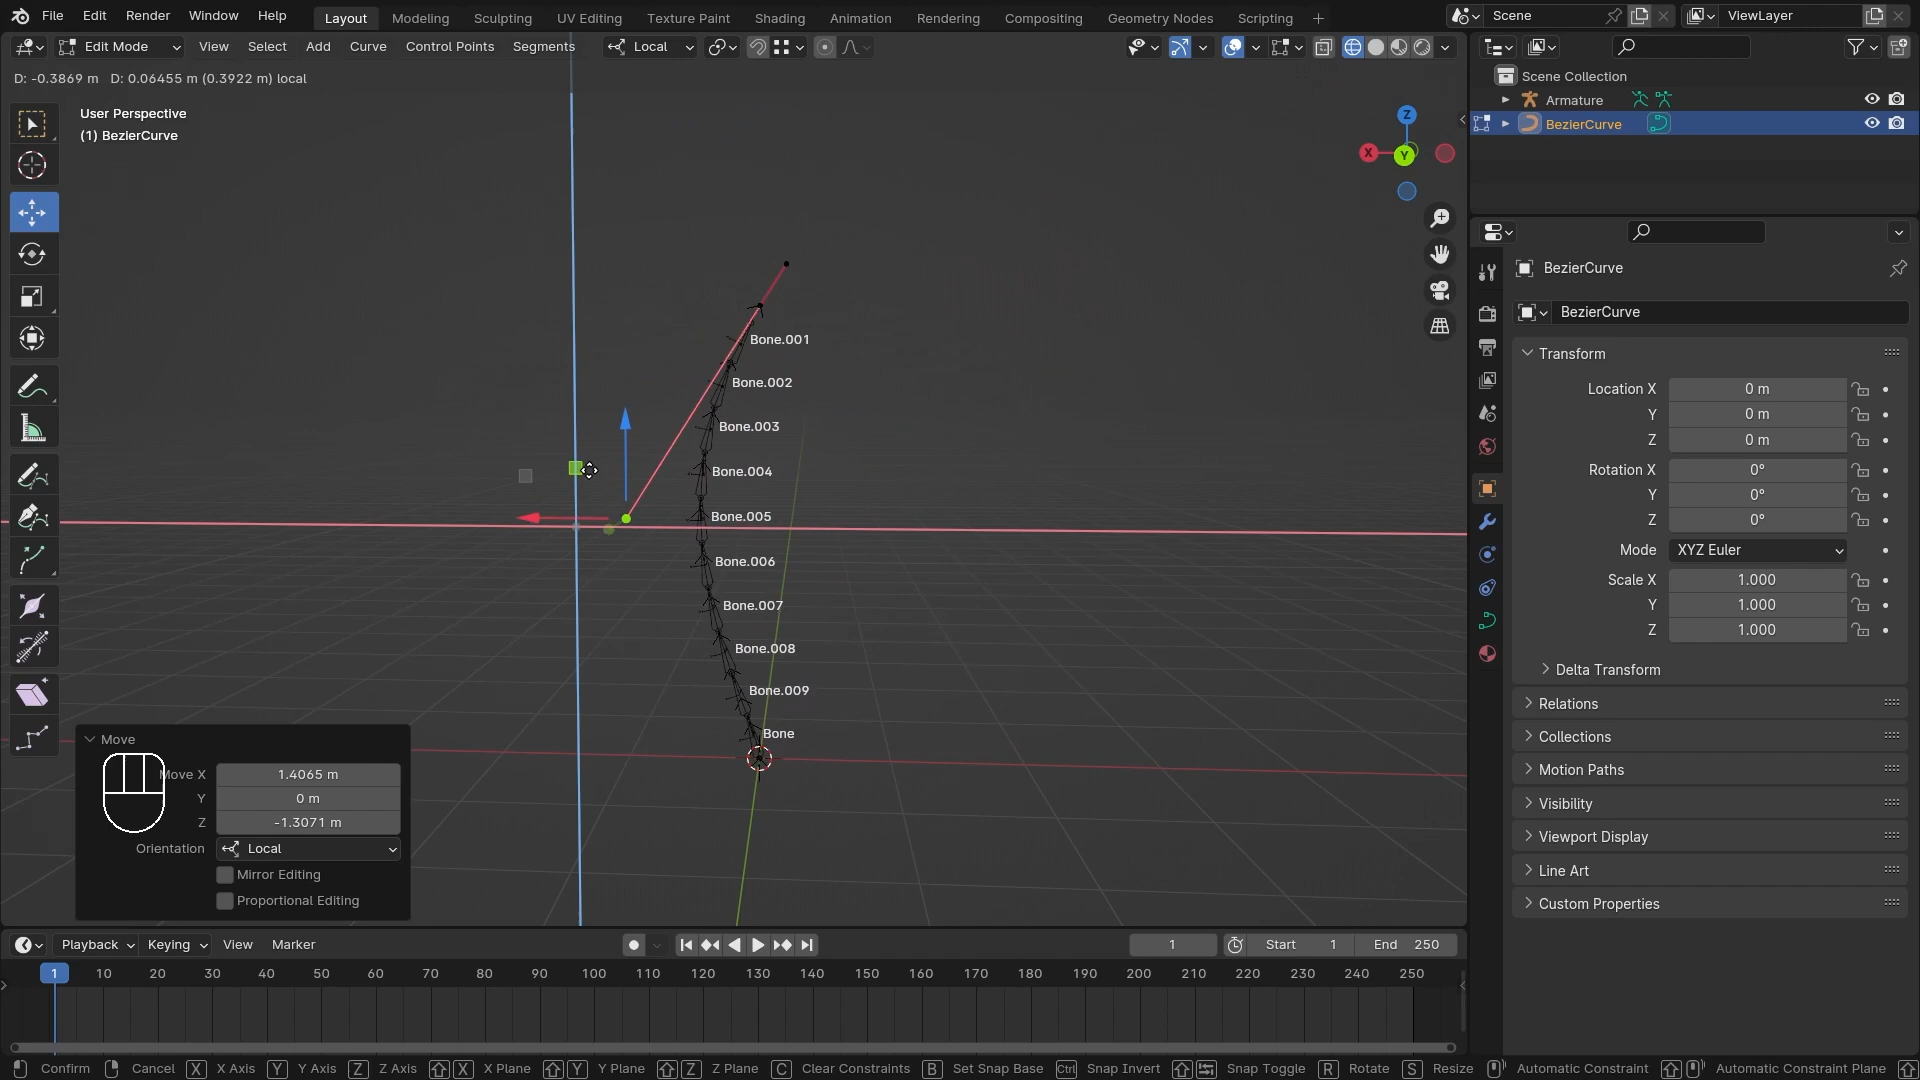 File Edit Render Window Help Layout Modeling Sculpting UV Editing Texture Paint Shading Animation Rendering Compositing Geometry Nodes Scripting + Scene ViewLayer
Edit Mode View Select Add Curve Control Points Segments Local
D: -0.3869 m D: 0.06455 m (0.3922 m) local
User Perspective
(1) BezierCurve
Z
X
Y
Bone.001
Bone.002
Bone.003
Bone.004
Bone.005
Bone.006
Bone.007
Bone.008
Bone.009
Bone
Move
Move X 1.4065 m
Y 0 m
Z -1.3071 m
Orientation Local
Mirror Editing
Proportional Editing
Scene Collection
Armature
BezierCurve
BezierCurve
BezierCurve
Transform
Location X 0 m
Y 0 m
Z 0 m
Rotation X 0°
Y 0°
Z 0°
Mode XYZ Euler
Scale X 1.000
Y 1.000
Z 1.000
Delta Transform
Relations
Collections
Motion Paths
Visibility
Viewport Display
Line Art
Custom Properties
Playback Keying View Marker 1 Start 1 End 250
1 10 20 30 40 50 60 70 80 90 100 110 120 130 140 150 160 170 180 190 200 210 220 230 240 250
Confirm Cancel X X Axis Y Y Axis Z Z Axis X X Plane Y Y Plane Z Z Plane C Clear Constraints B Set Snap Base Ctrl Snap Invert Snap Toggle R Rotate S Resize Automatic Constraint Automatic Constraint Plane